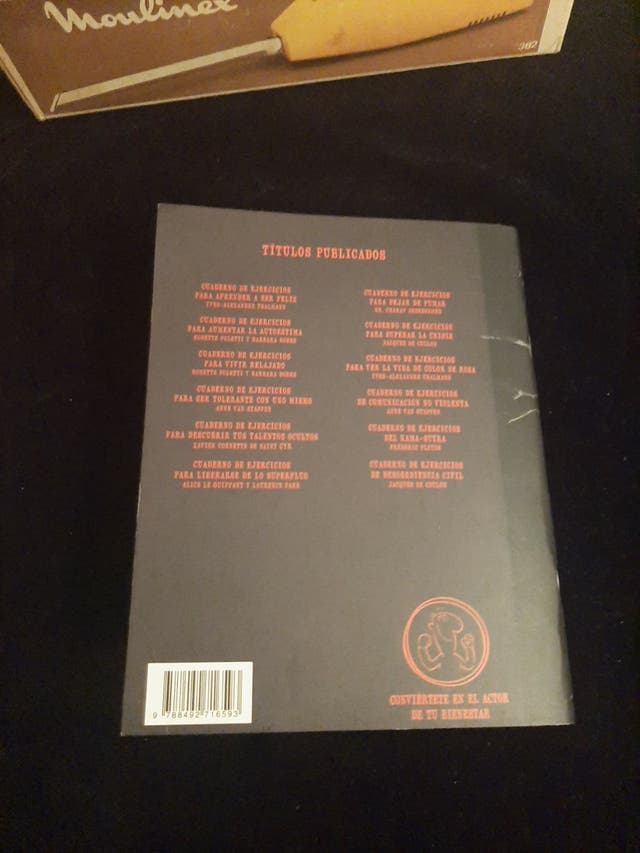 Moulinex
302
TÍTULOS PUBLICADOS
CUADERNO DE EJERCICIOS
PARA APRENDER A SER FELIZ
YVES-ALEXANDRE THALMANN
CUADERNO DE EJERCICIOS
PARA AUMENTAR LA AUTOESTIMA
ROSETTE POLETTI Y BARBARA DOBBS
CUADERNO DE EJERCICIOS
PARA VIVIR RELAJADO
ROSETTE POLETTI Y BARBARA DOBBS
CUADERNO DE EJERCICIOS
PARA SER TOLERANTE CON UNO MISMO
ANNE VAN STAPPEN
CUADERNO DE EJERCICIOS
PARA DESCUBRIR TUS TALENTOS OCULTOS
XAVIER CORNETTE DE SAINT CYR
CUADERNO DE EJERCICIOS
PARA LIBERARSE DE LO SUPERFLUO
ALICE LE GUIFFANT Y LAURENCE PARÉ
CUADERNO DE EJERCICIOS
PARA DEJAR DE FUMAR
CUADERNO DE EJERCICIOS
PARA SUPERAR LA CRISIS
JACQUES DE COULON
CUADERNO DE EJERCICIOS
PARA VER LA VIDA DE COLOR DE ROSA
YVES-ALEXANDRE THALMANN
CUADERNO DE EJERCICIOS
DE COMUNICACIÓN NO VIOLENTA
ANNE VAN STAPPEN
CUADERNO DE EJERCICIOS
DEL KAMA-SUTRA
FRÉDÉRIC PLOTON
CUADERNO DE EJERCICIOS
DE DESOBEDIENCIA CIVIL
JACQUES DE COULON
CONVIÉRTETE EN EL ACTOR
DE TU BIENESTAR
9 788492 716593